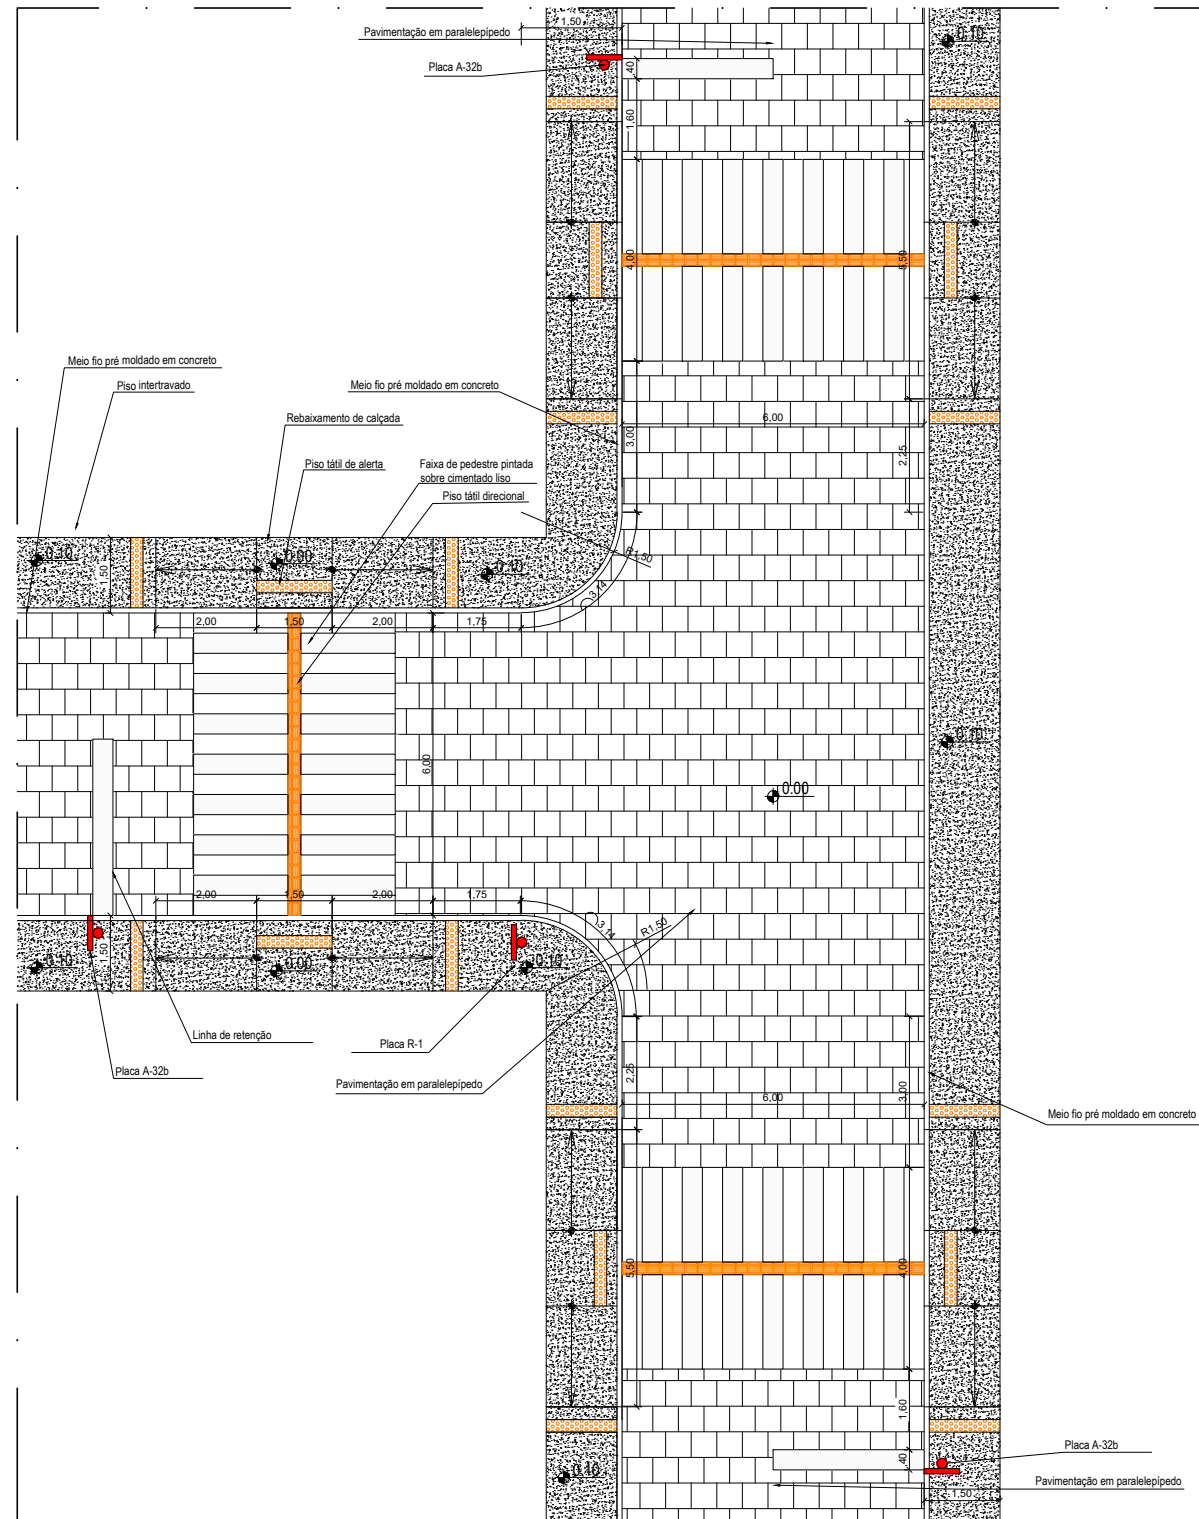 1,50
0.10
Pavimentação em paralelepípedo
Placa A-32b
,40
1,60
4,00
5,50
Meio fio pré moldado em concreto
Piso intertravado
Meio fio pré moldado em concreto
Rebaixamento de calçada
6,00
3,00
2,25
Piso tátil de alerta
Faixa de pedestre pintada
sobre cimentado liso
Piso tátil direcional
0.10
0.00
0.10
R1,50
1,50
3,14
2,00
1,50
2,00
1,75
6,00
0.10
0.00
2,00
1,50
2,00
1,75
3,14
R1,50
0.10
1,50
0.00
0.10
Linha de retenção
Placa R-1
Placa A-32b
Pavimentação em paralelepípedo
2,25
6,00
3,00
Meio fio pré moldado em concreto
5,50
4,00
1,60
,40
Placa A-32b
0.10
Pavimentação em paralelepípedo
1,50